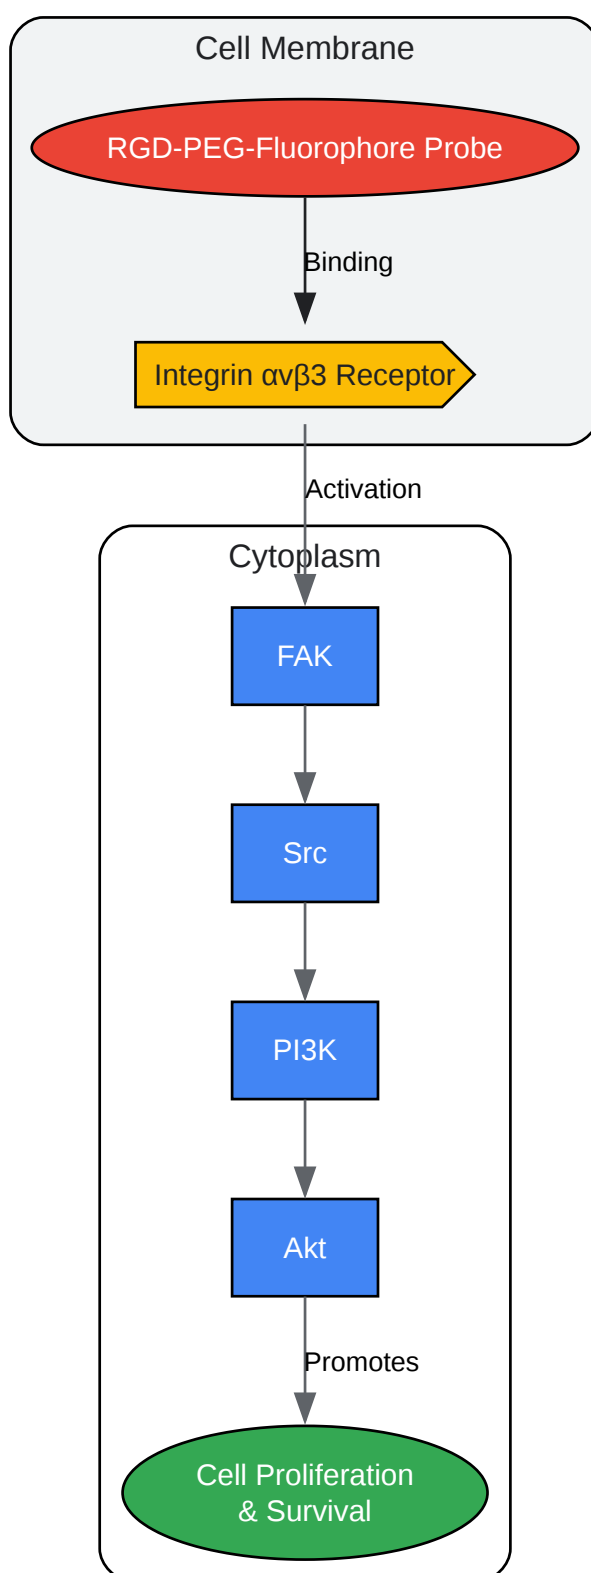 Cell Membrane
RGD-PEG-Fluorophore Probe
Binding
Integrin αvβ3 Receptor
Activation
Cytoplasm
FAK
Src
PI3K
Akt
Promotes
Cell Proliferation
& Survival